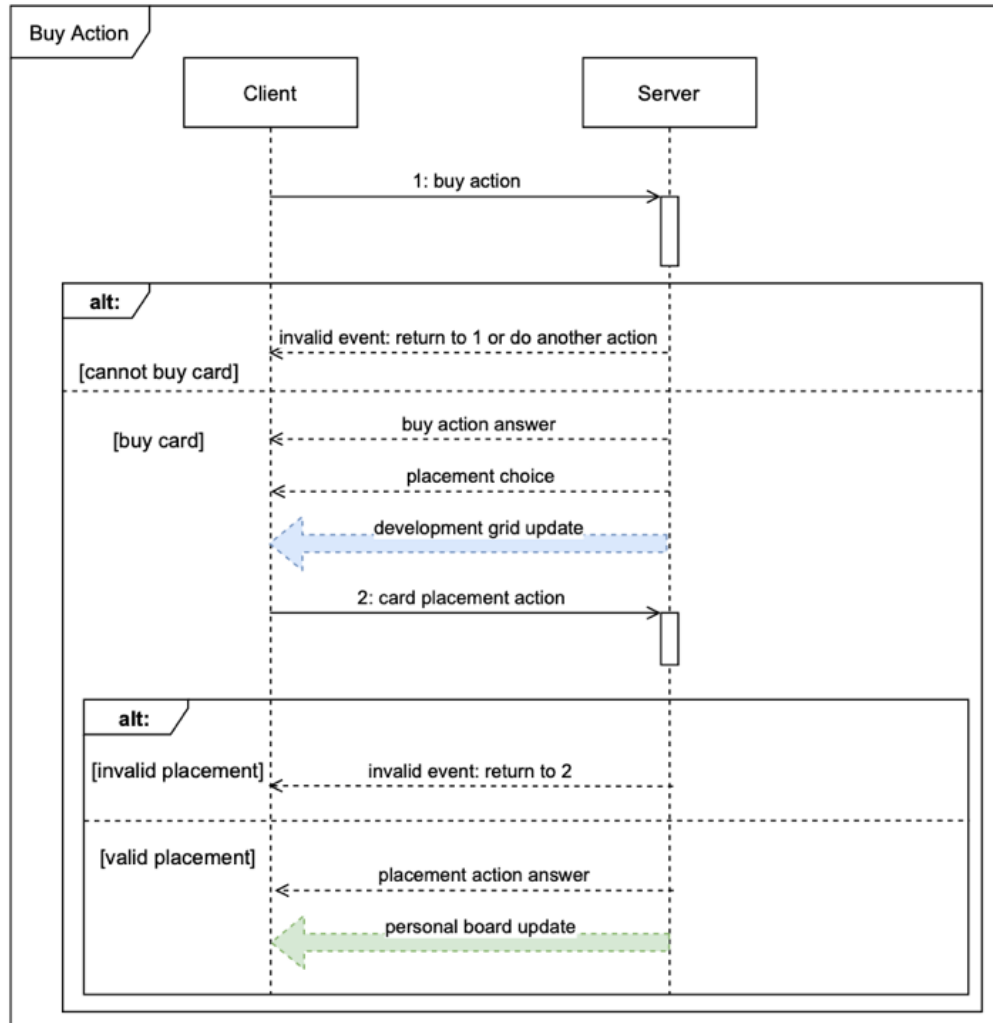 Buy Action
Client
Server
1: buy action
alt:
invalid event: return to 1 or do another action
[cannot buy card]
buy action answer
[buy card]
placement choice
development grid update
2: card placement action
alt:
[invalid placement]
invalid event: return to 2
[valid placement]
placement action answer
personal board update